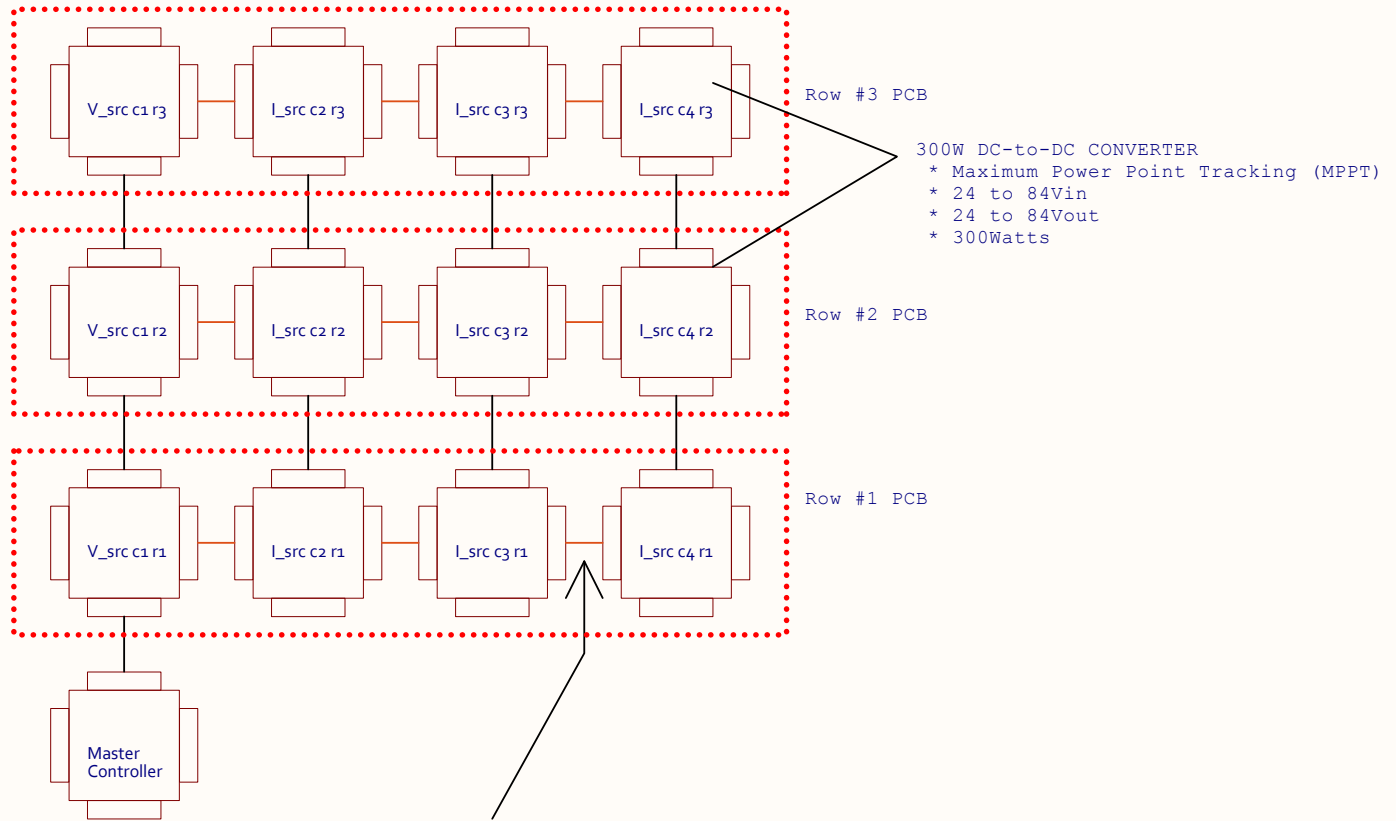 V_src c1 r3
I_src c2 r3
I_src c3 r3
I_src c4 r3
Row #3 PCB
300W DC-to-DC CONVERTER
* Maximum Power Point Tracking (MPPT)
* 24 to 84Vin
* 24 to 84Vout
* 300Watts
V_src c1 r2
I_src c2 r2
I_src c3 r2
I_src c4 r2
Row #2 PCB
V_src c1 r1
I_src c2 r1
I_src c3 r1
I_src c4 r1
Row #1 PCB
Master
Controller